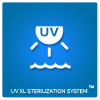 UV
UV XL STERILIZATION SYSTEM™